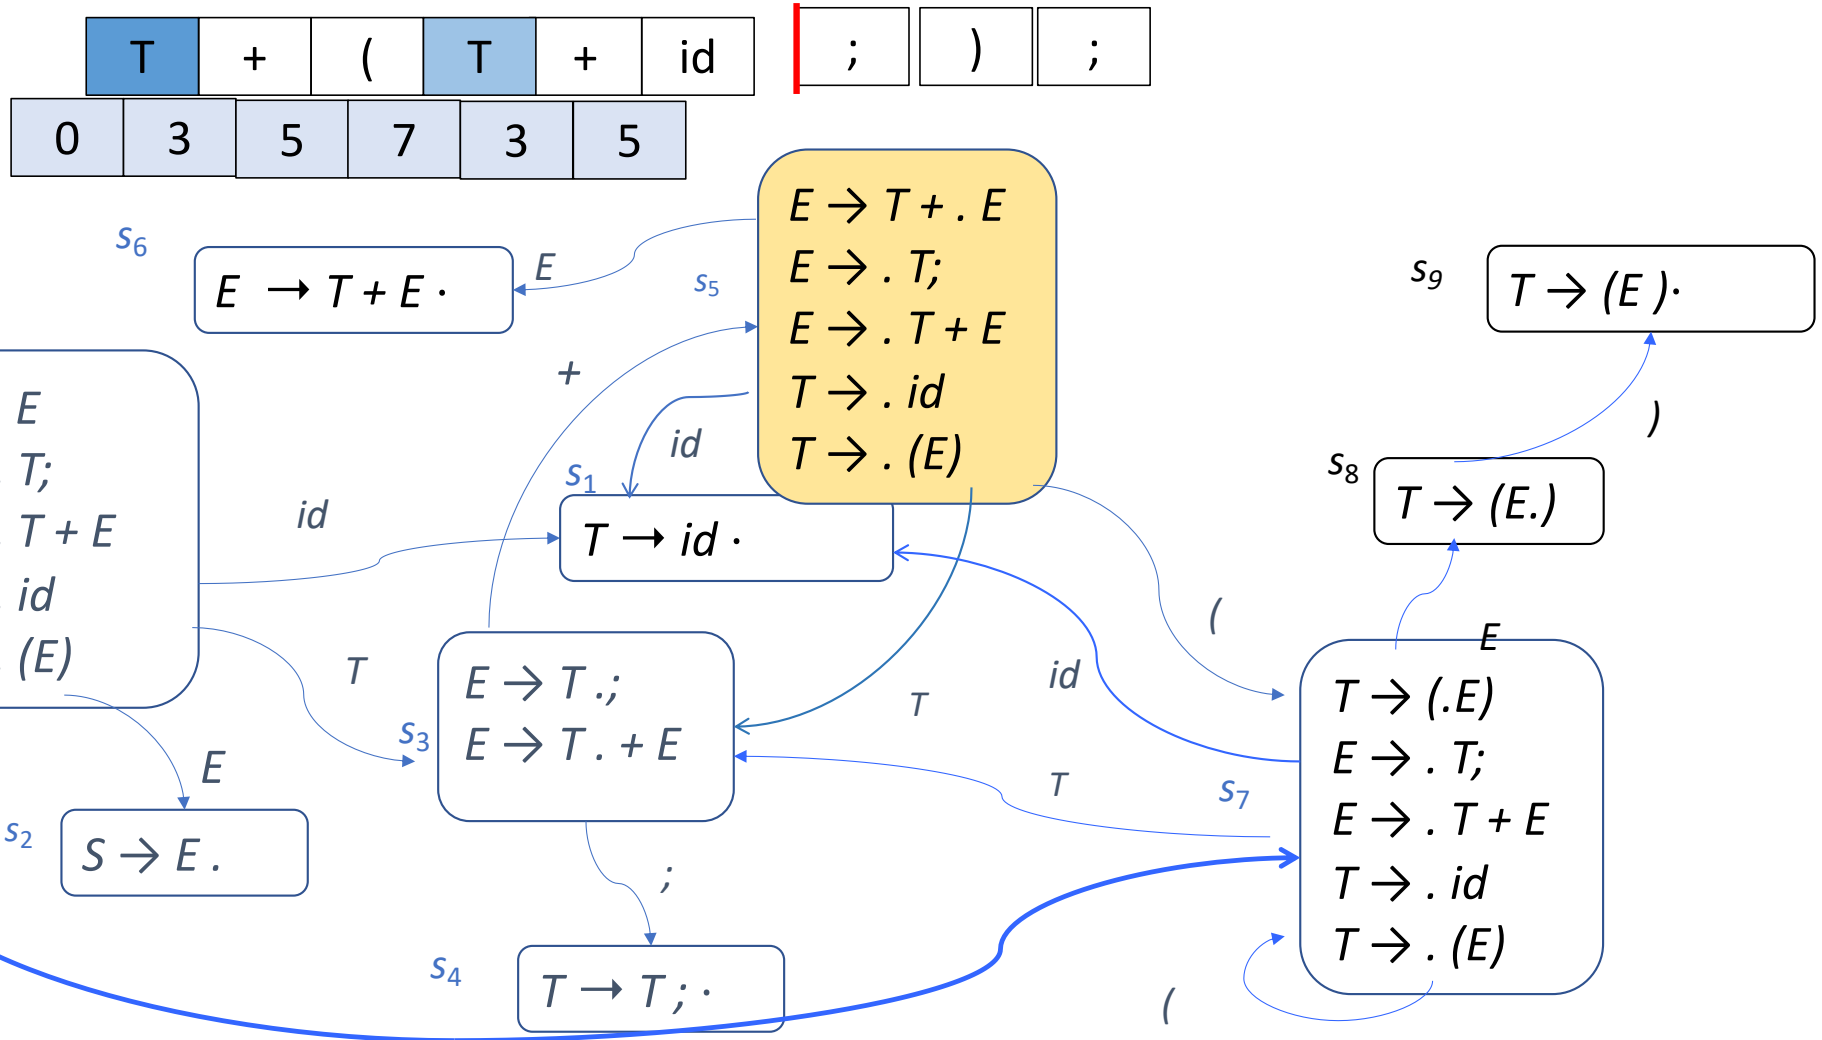 T + ( T + id ; ) ;
0 3 5 7 3 5
s6
E → T + E ·
E
s5
E → T + . E
E → . T;
E → . T + E
T → . id
T → . (E)
s9
T → (E )·
+
id
)
E
. T;
. T + E
. id
. (E)
id
s1
T → id ·
s8
T → (E.)
(
T
s3
E → T .;
E → T . + E
T
id
T
E
s7
T → (.E)
E → . T;
E → . T + E
T → . id
T → . (E)
E
s2
S → E .
;
s4
T → T ; ·
(